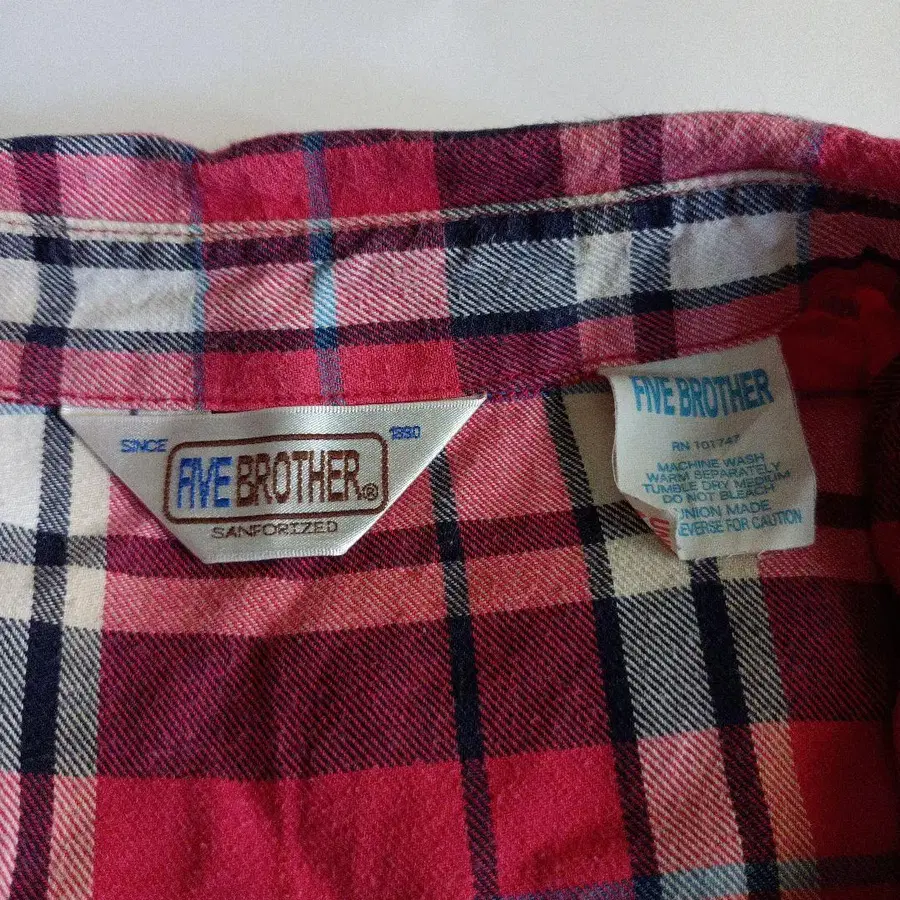 SINCE 1890
FIVE BROTHER®
SANFORIZED
FIVE BROTHER
RN 101747
MACHINE WASH
WARM SEPARATELY
TUMBLE DRY MEDIUM
DO NOT BLEACH
UNION MADE
REVERSE FOR CAUTION